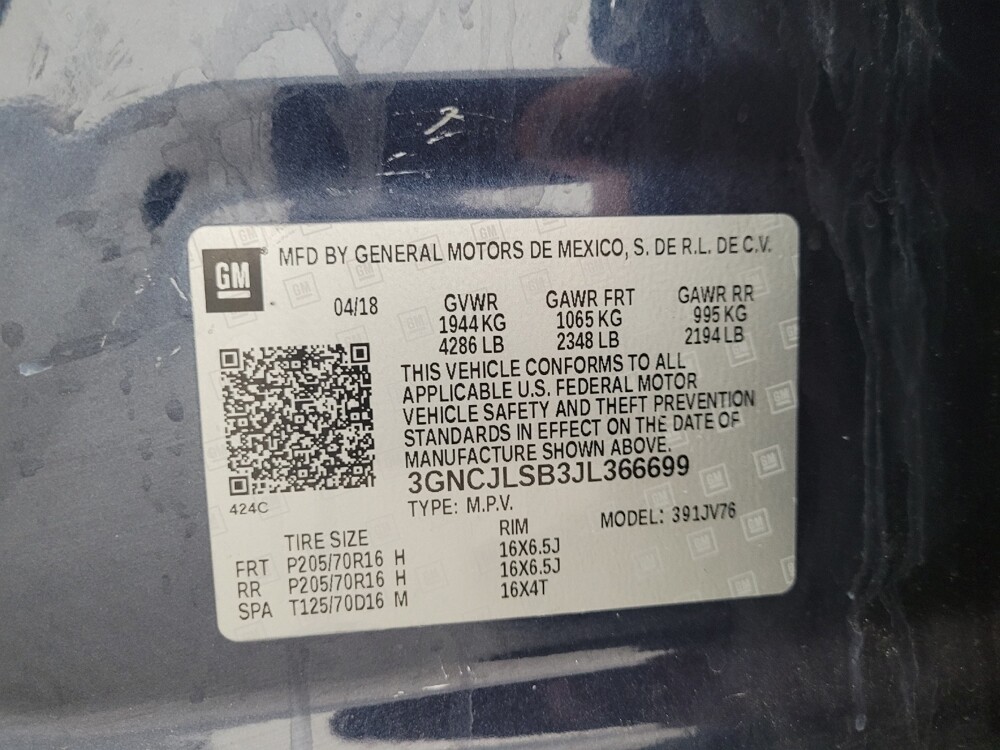 GM
MFD BY GENERAL MOTORS DE MEXICO, S. DE R.L. DE C.V.
04/18 GVWR GAWR FRT GAWR RR
1944 KG 1065 KG 995 KG
4286 LB 2348 LB 2194 LB
THIS VEHICLE CONFORMS TO ALL
APPLICABLE U.S. FEDERAL MOTOR
VEHICLE SAFETY AND THEFT PREVENTION
STANDARDS IN EFFECT ON THE DATE OF
MANUFACTURE SHOWN ABOVE.
3GNCJLSB3JL366699
424C
TYPE: M.P.V. MODEL: 391JV76
TIRE SIZE RIM
FRT P205/70R16 H 16X6.5J
RR P205/70R16 H 16X6.5J
SPA T125/70D16 M 16X4T